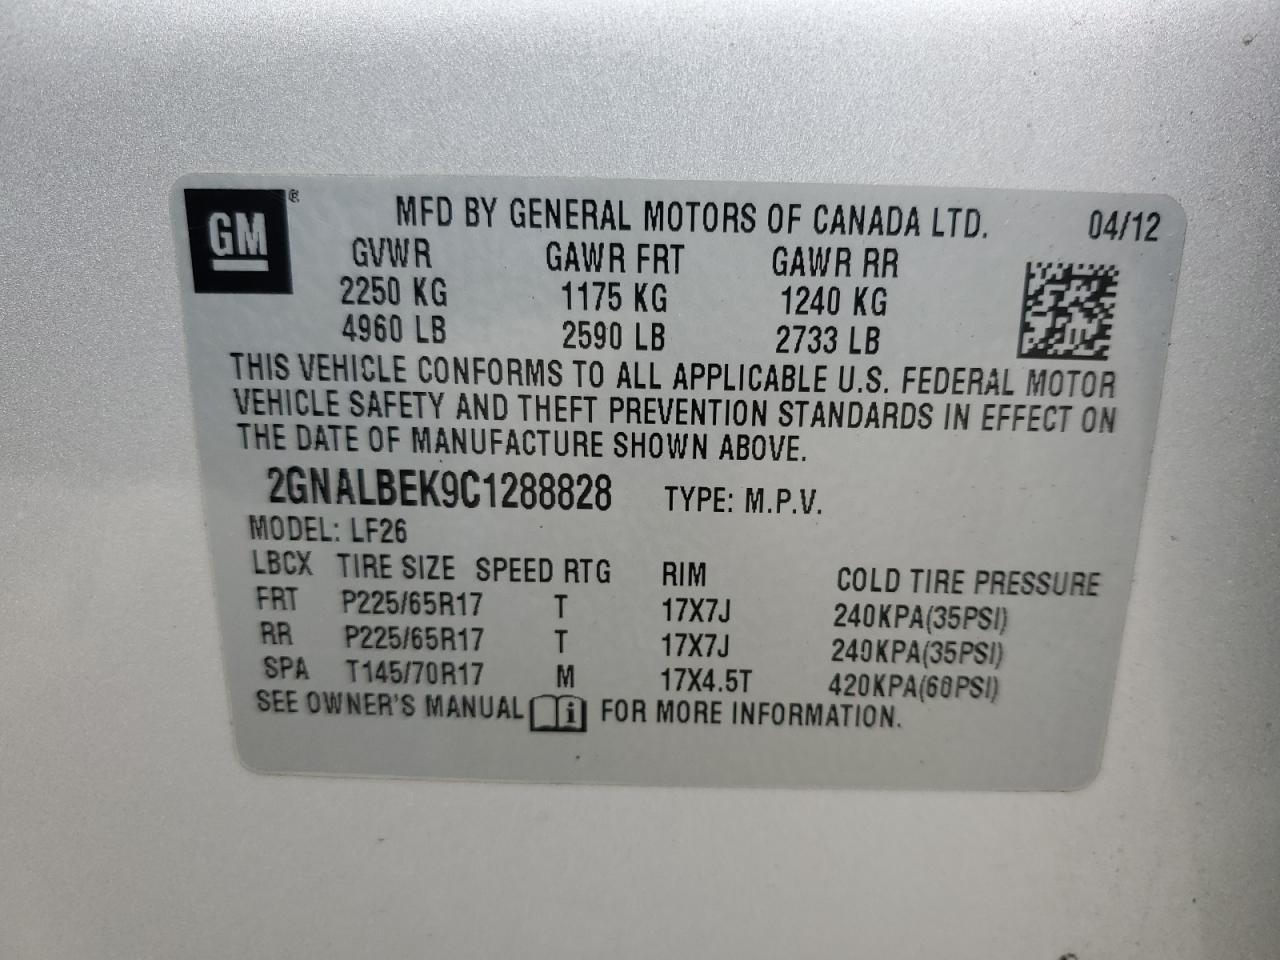 GM ® MFD BY GENERAL MOTORS OF CANADA LTD. 04/12
GVWR GAWR FRT GAWR RR
2250 KG 1175 KG 1240 KG
4960 LB 2590 LB 2733 LB
THIS VEHICLE CONFORMS TO ALL APPLICABLE U.S. FEDERAL MOTOR
VEHICLE SAFETY AND THEFT PREVENTION STANDARDS IN EFFECT ON
THE DATE OF MANUFACTURE SHOWN ABOVE.
2GNALBEK9C1288828 TYPE: M.P.V.
MODEL: LF26
LBCX TIRE SIZE SPEED RTG RIM COLD TIRE PRESSURE
FRT P225/65R17 T 17X7J 240KPA(35PSI)
RR P225/65R17 T 17X7J 240KPA(35PSI)
SPA T145/70R17 M 17X4.5T 420KPA(60PSI)
SEE OWNER'S MANUAL i FOR MORE INFORMATION.